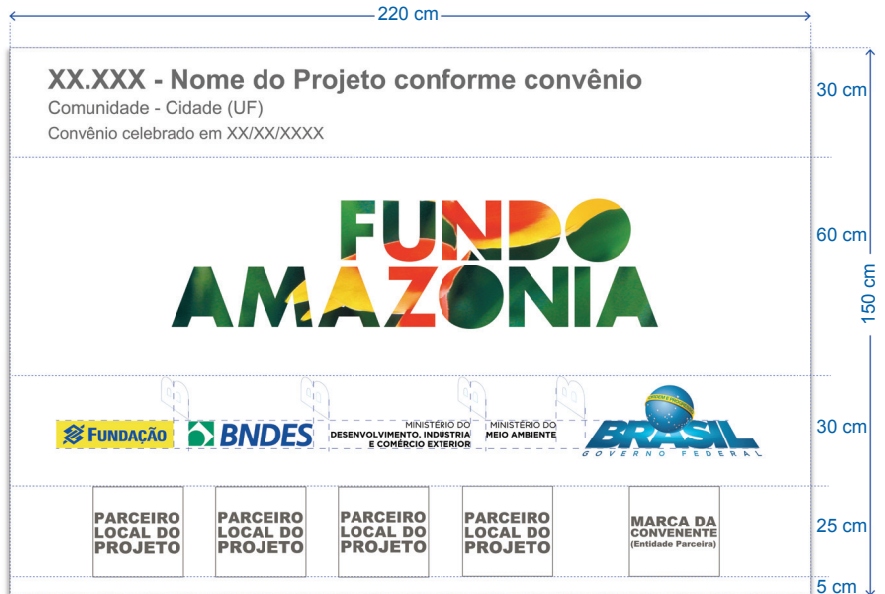 220 cm
XX.XXX - Nome do Projeto conforme convênio
Comunidade - Cidade (UF)
Convênio celebrado em XX/XX/XXXX
30 cm
FUNDO
AMAZÔNIA
60 cm
150 cm
B B B B
FUNDAÇÃO
BNDES
MINISTÉRIO DO
DESENVOLVIMENTO, INDÚSTRIA
E COMÉRCIO EXTERIOR
MINISTÉRIO DO
MEIO AMBIENTE
BRASIL
GOVERNO FEDERAL
30 cm
PARCEIRO
LOCAL DO
PROJETO
PARCEIRO
LOCAL DO
PROJETO
PARCEIRO
LOCAL DO
PROJETO
PARCEIRO
LOCAL DO
PROJETO
MARCA DA
CONVENENTE
(Entidade Parceira)
25 cm
5 cm